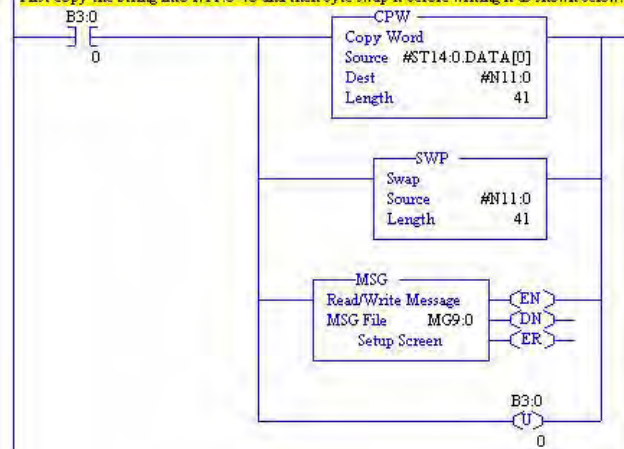 B3:0
0
CPW
Copy Word
Source #ST14:0.DATA[0]
Dest #N11:0
Length 41
SWP
Swap
Source #N11:0
Length 41
MSG
Read/Write Message
MSG File MG9:0
Setup Screen
EN
DN
ER
B3:0
U
0